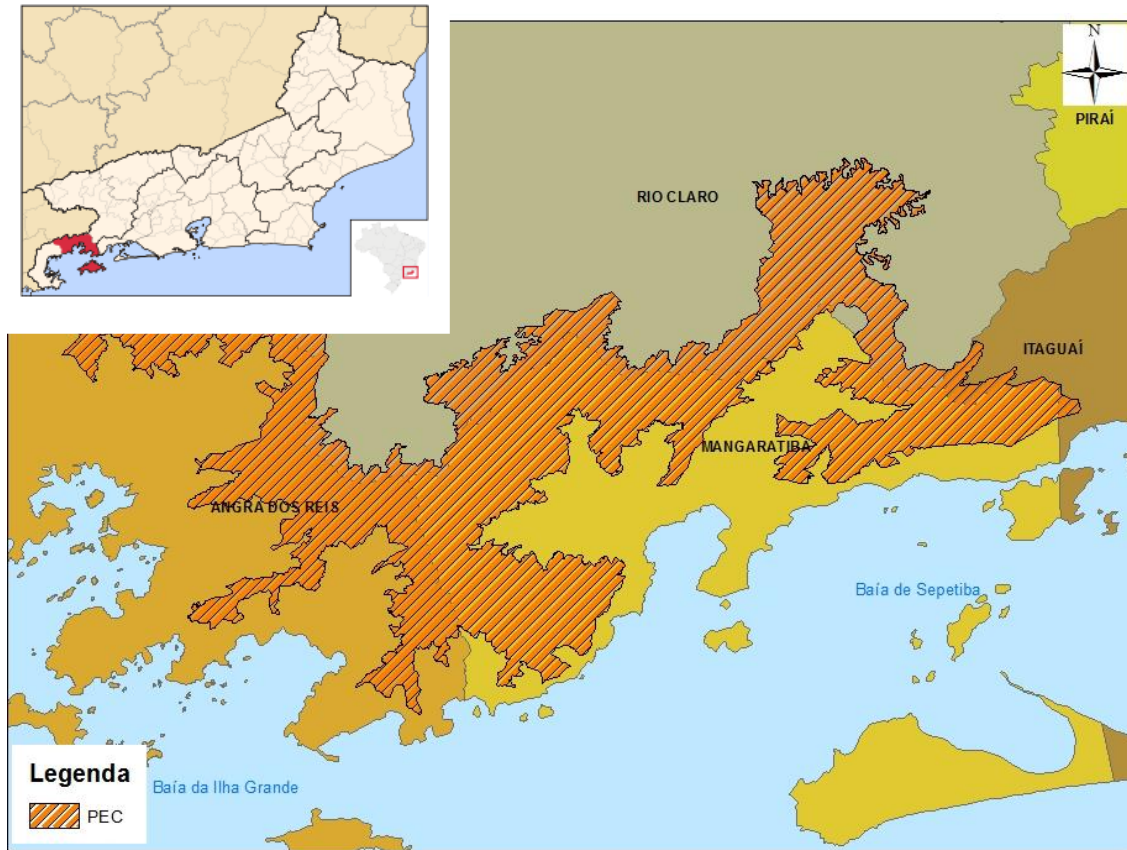 N
PIRAÍ
RIO CLARO
ITAGUAÍ
MANGARATIBA
ANGRA DOS REIS
Baía de Sepetiba
Legenda
PEC
Baía da Ilha Grande